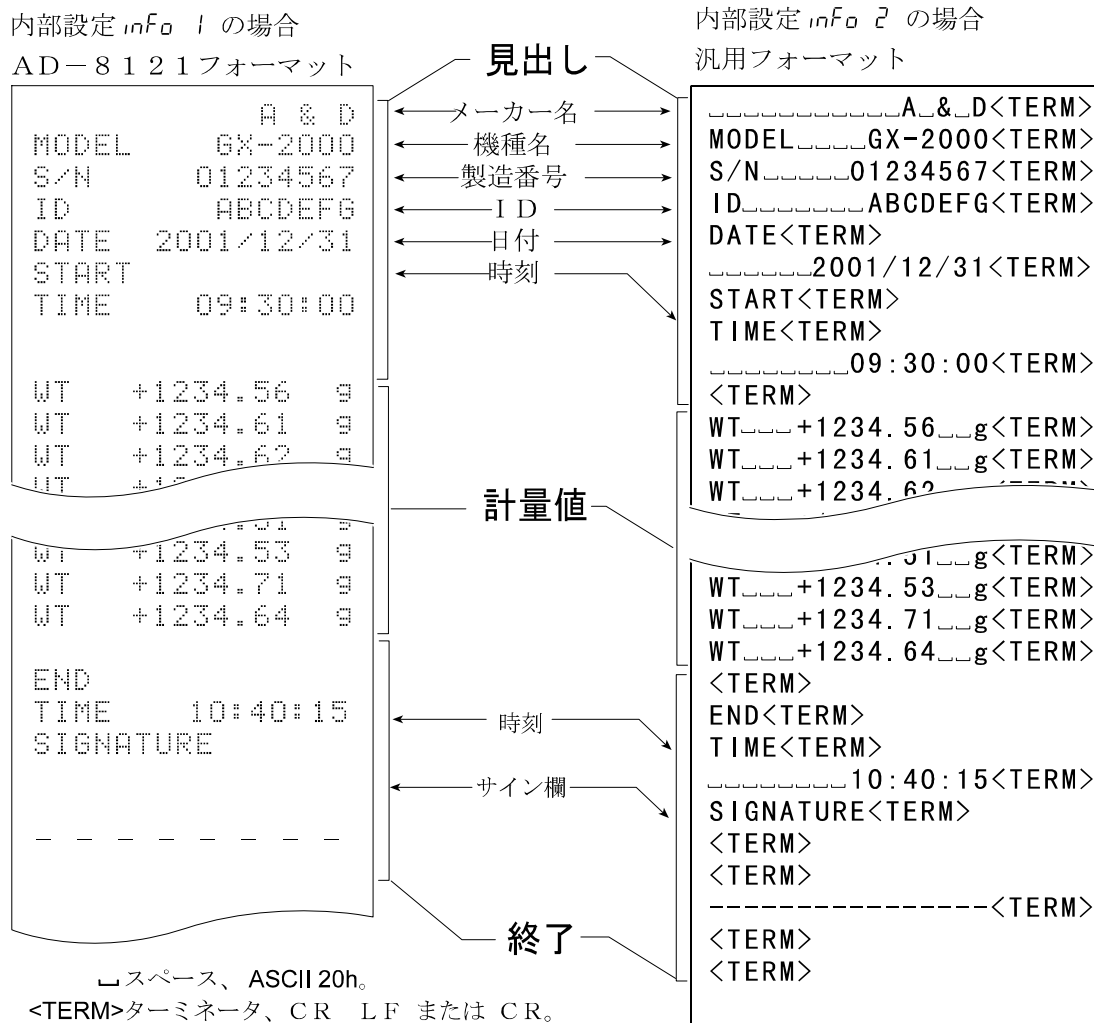 内部設定 info 1 の場合
AD-8121フォーマット
A & D
MODEL GX-2000
S/N 01234567
ID ABCDEFG
DATE 2001/12/31
START
TIME 09:30:00
WT +1234.56 g
WT +1234.61 g
WT +1234.62 g
WT
WT +1234.53 g
WT +1234.71 g
WT +1234.64 g
END
TIME 10:40:15
SIGNATURE
_ _ _ _ _ _ _ _
見出し
メーカー名
機種名
製造番号
ID
日付
時刻
計量値
時刻
サイン欄
終了
内部設定 info 2 の場合
汎用フォーマット
␣␣␣␣␣␣␣␣␣␣␣A␣&␣D<TERM>
MODEL␣␣␣␣GX-2000<TERM>
S/N␣␣␣␣␣01234567<TERM>
ID␣␣␣␣␣␣␣ABCDEFG<TERM>
DATE<TERM>
␣␣␣␣␣␣2001/12/31<TERM>
START<TERM>
TIME<TERM>
␣␣␣␣␣␣␣␣09:30:00<TERM>
<TERM>
WT␣␣␣+1234.56␣␣g<TERM>
WT␣␣␣+1234.61␣␣g<TERM>
WT␣␣␣+1234.62
␣␣g<TERM>
WT␣␣␣+1234.53␣␣g<TERM>
WT␣␣␣+1234.71␣␣g<TERM>
WT␣␣␣+1234.64␣␣g<TERM>
<TERM>
END<TERM>
TIME<TERM>
␣␣␣␣␣␣␣␣10:40:15<TERM>
SIGNATURE<TERM>
<TERM>
<TERM>
----------------<TERM>
<TERM>
<TERM>
␣スペース、ASCII 20h。
<TERM>ターミネータ、CR LF または CR。